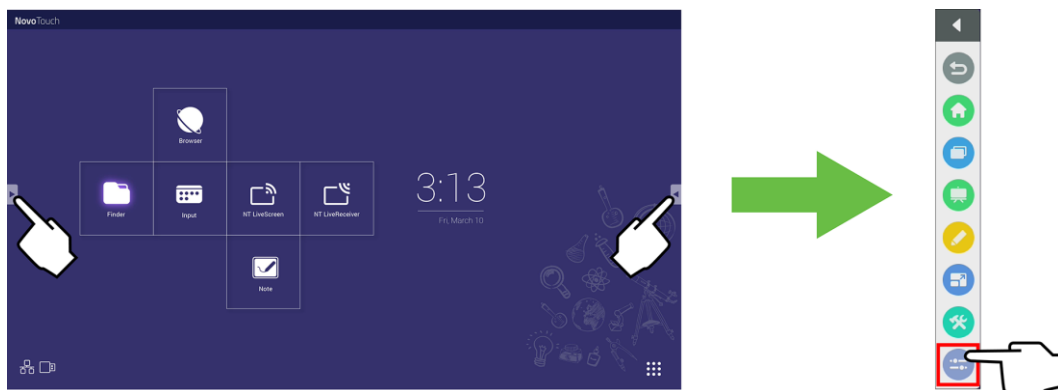 NovoTouch
Browser
Finder
Input
NT LiveScreen
NT LiveReceiver
3:13
Fri, March 10
Note